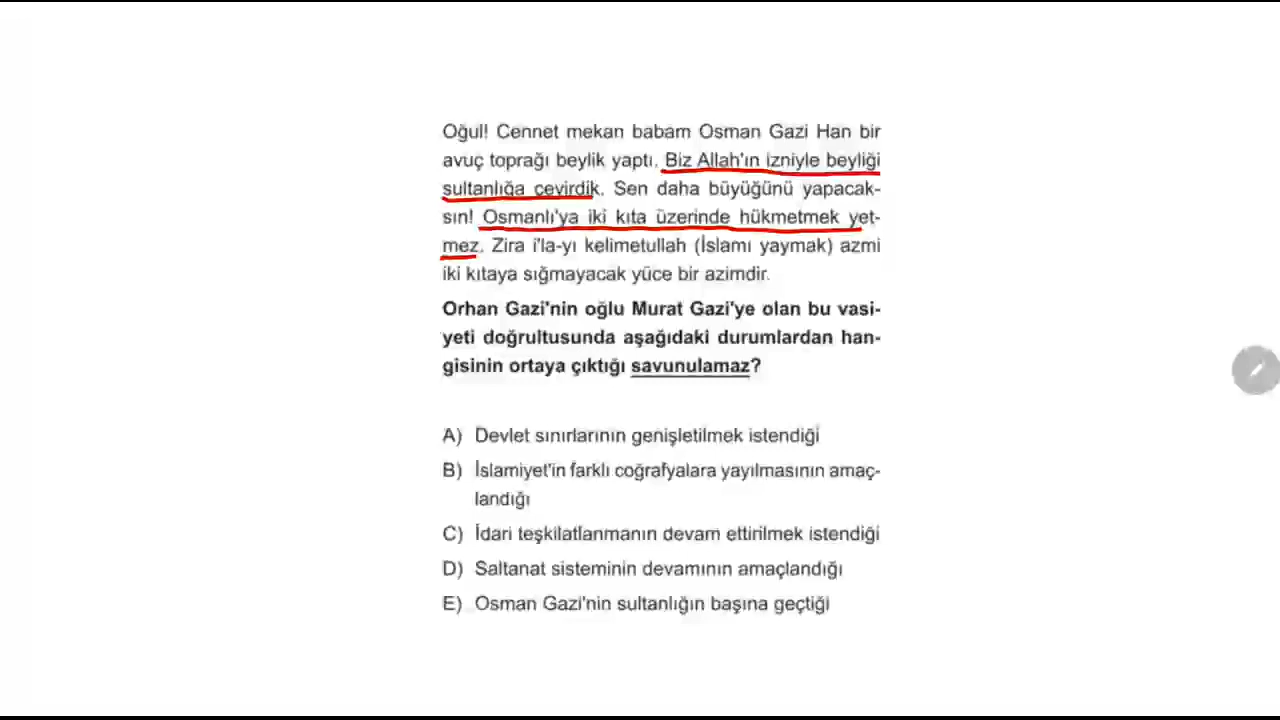 Oğul! Cennet mekan babam Osman Gazi Han bir
avuç toprağı beylik yaptı. Biz Allah'ın izniyle beyliği
sultanlığa çevirdik. Sen daha büyüğünü yapacak-
sın! Osmanlı'ya iki kıta üzerinde hükmetmek yet-
mez. Zira i'la-yı kelimetullah (İslamı yaymak) azmi
iki kıtaya sığmayacak yüce bir azimdir.
Orhan Gazi'nin oğlu Murat Gazi'ye olan bu vasi-
yeti doğrultusunda aşağıdaki durumlardan han-
gisinin ortaya çıktığı savunulamaz?
A) Devlet sınırlarının genişletilmek istendiği
B) İslamiyet'in farklı coğrafyalara yayılmasının amaç-
landığı
C) İdari teşkilatlanmanın devam ettirilmek istendiği
D) Saltanat sisteminin devamının amaçlandığı
E) Osman Gazi'nin sultanlığın başına geçtiği